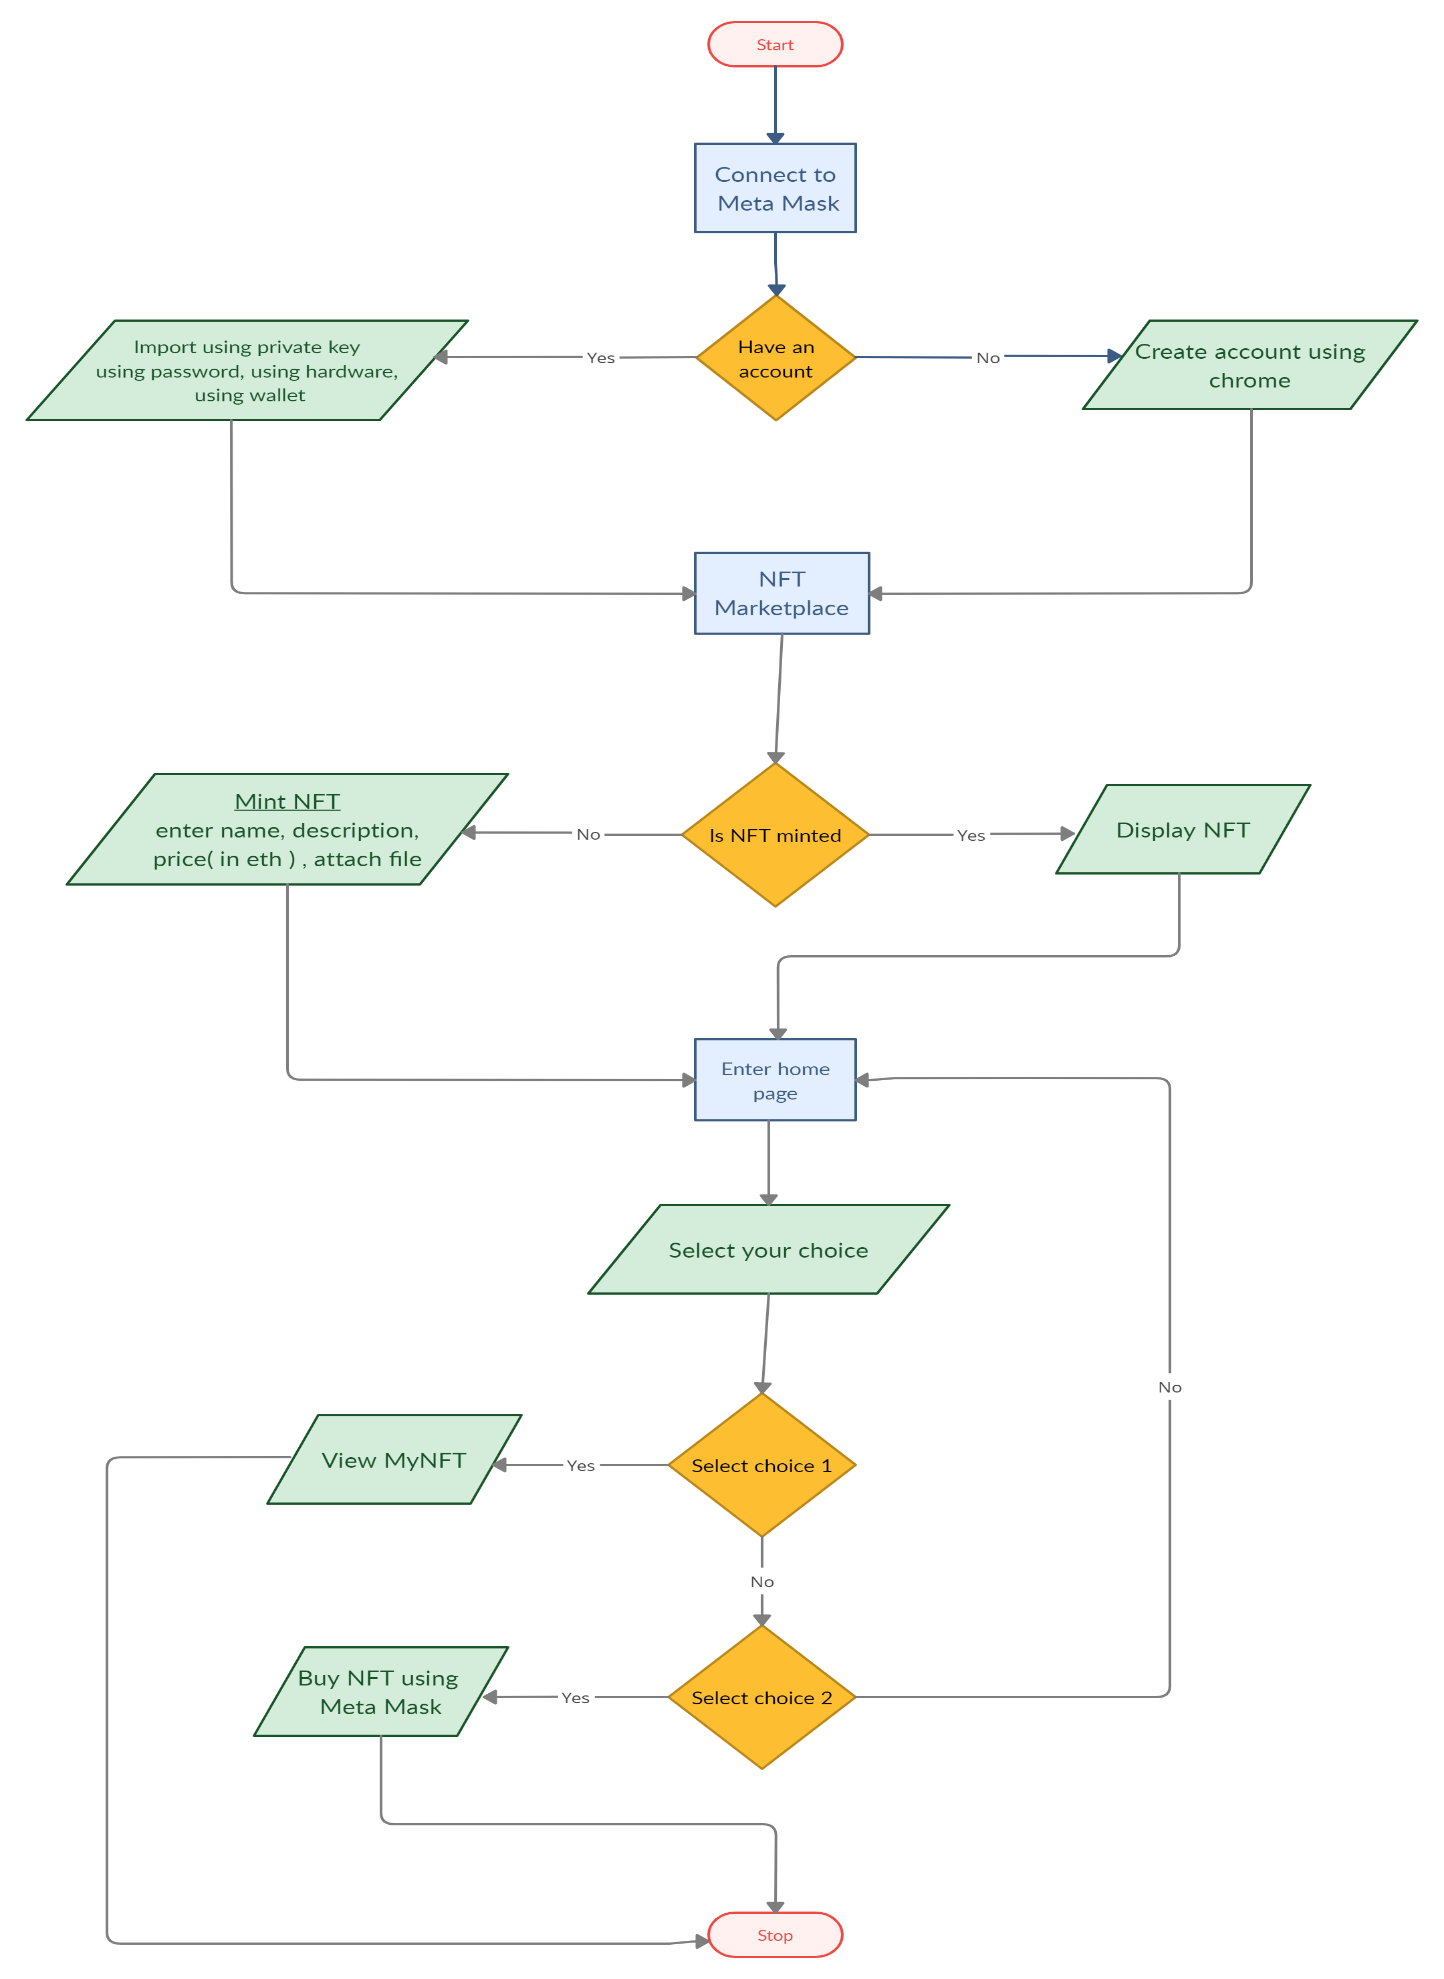 Start
Connect to
Meta Mask
Have an
account
Yes
No
Import using private key
using password, using hardware,
using wallet
Create account using
chrome
NFT
Marketplace
Is NFT minted
No
Yes
Mint NFT
enter name, description,
price( in eth ) , attach file
Display NFT
Enter home
page
Select your choice
No
Select choice 1
Yes
View MyNFT
No
Select choice 2
Yes
Buy NFT using
Meta Mask
Stop